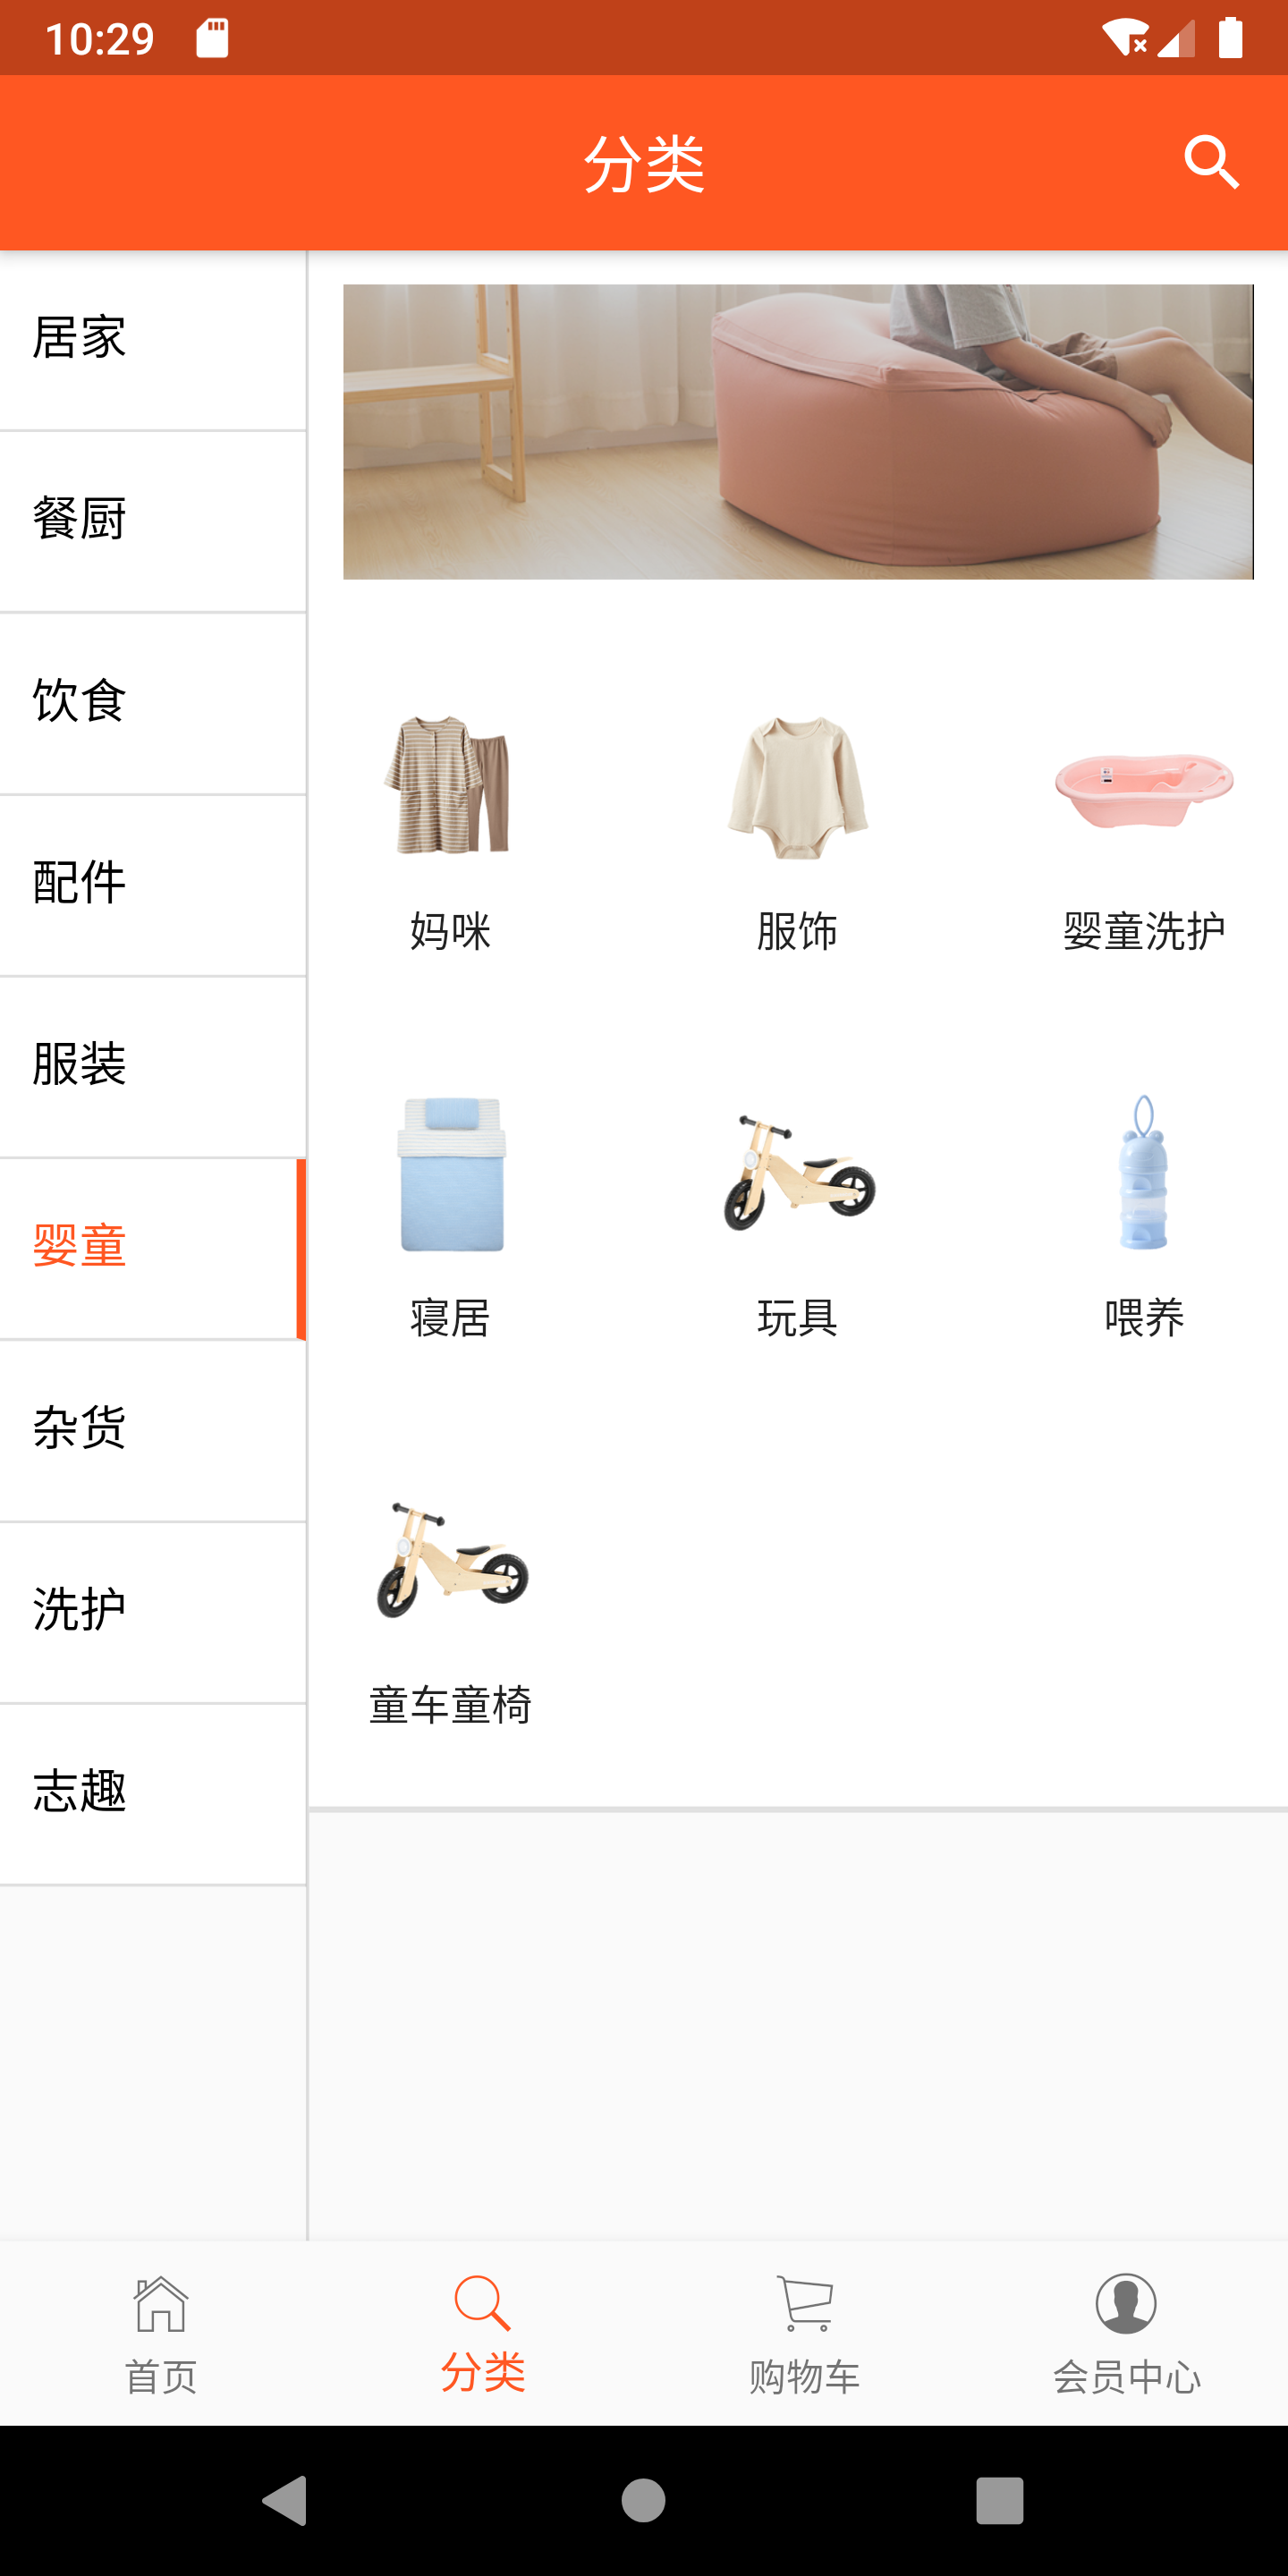 10:29
分类
居家
餐厨
饮食
配件
服装
婴童
杂货
洗护
志趣
妈咪 服饰 婴童洗护
寝居 玩具 喂养
童车童椅
首页 分类 购物车 会员中心